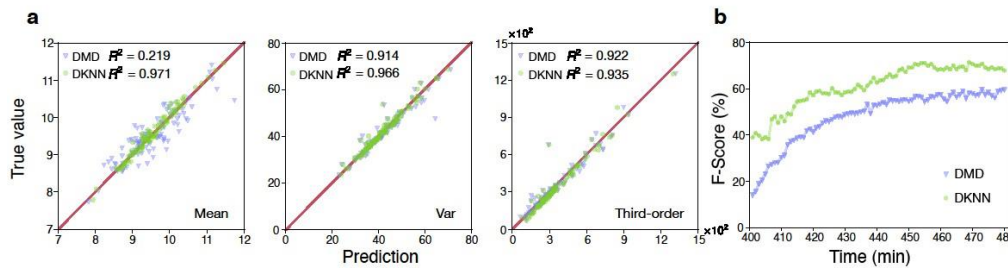 a
b
True value
12
11
10
9
8
7
DMD R² = 0.219
DKNN R² = 0.971
Mean
7 8 9 10 11 12
80
60
40
20
0
DMD R² = 0.914
DKNN R² = 0.966
Var
0 20 40 60 80
Prediction
×10²
15
12
9
6
3
0
DMD R² = 0.922
DKNN R² = 0.935
Third-order
0 3 6 9 12 15
×10²
F-Score (%)
80
60
40
20
0
DMD
DKNN
400 410 420 430 440 450 460 470 480
Time (min)